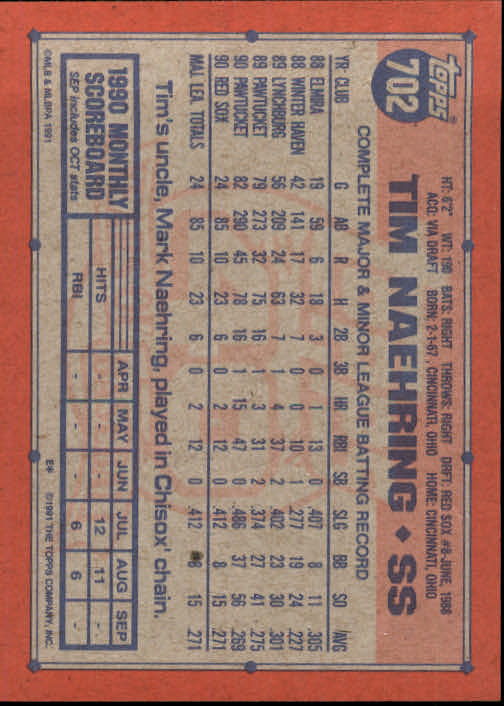 TOPPS®
702
TIM NAEHRING ◆ SS
HT: 6'2" WT: 190 BATS: RIGHT THROWS: RIGHT DRAFT: RED SOX #8-JUNE, 1988
ACQ: VIA DRAFT BORN: 2-1-67, CINCINNATI, OHIO HOME: CINCINNATI, OHIO
COMPLETE MAJOR & MINOR LEAGUE BATTING RECORD
YR CLUB G AB R H 2B 3B HR RBI SB SLG BB SO AVG
88 ELMIRA 19 59 6 18 3 0 1 13 0 .407 8 11 .305
88 WINTER HAVEN 42 141 17 32 7 0 0 10 1 .277 19 24 .227
89 LYNCHBURG 56 209 24 63 7 1 4 37 2 .402 23 30 .301
89 PAWTUCKET 79 273 32 75 16 1 3 31 2 .374 27 41 .275
90 PAWTUCKET 82 290 45 78 16 1 15 47 0 .486 37 56 .269
90 RED SOX 24 85 10 23 6 0 2 12 0 .412 8 15 .271
MAJ. LEA. TOTALS 24 85 10 23 6 0 2 12 0 .412 8 15 .271
Tim's uncle, Mark Naehring, played in Chisox' chain.
1990 MONTHLY
SCOREBOARD
SEP includes OCT stats
APR MAY JUN JUL AUG SEP
HITS - - - 12 11 -
RBI - - - 6 6 -
©MLB & MLBPA 1991
E* ©1991 THE TOPPS COMPANY, INC.